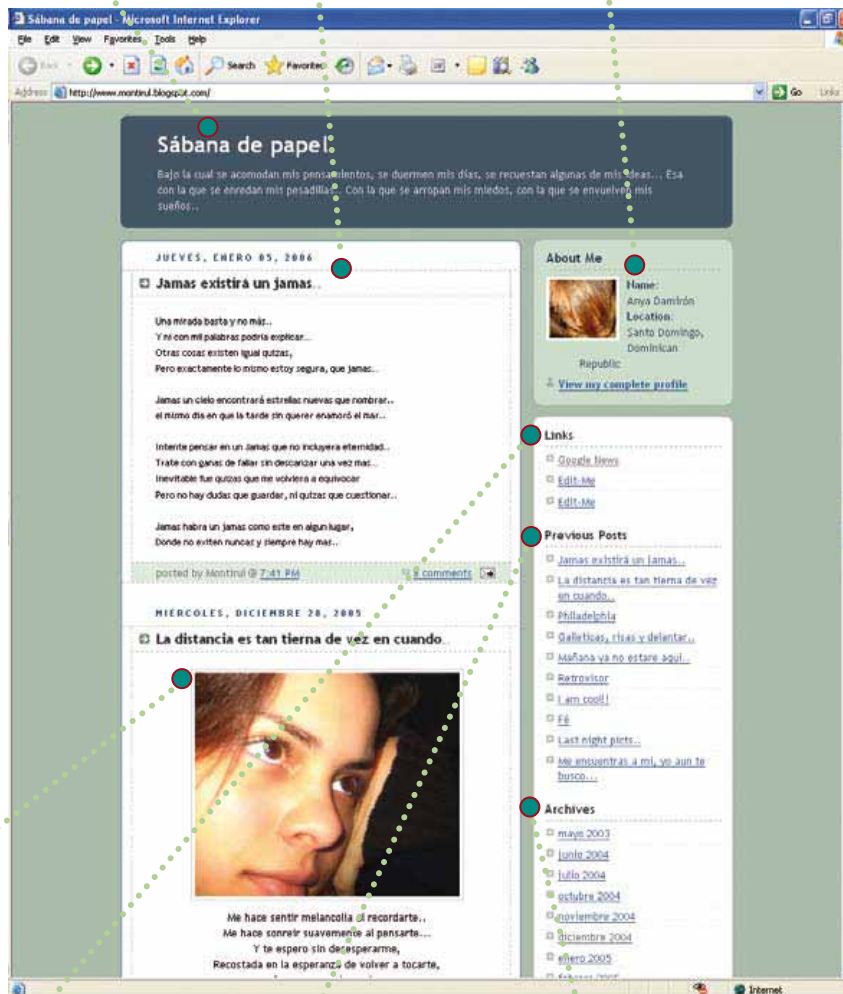 Sábana de papel - Microsoft Internet Explorer
File Edit View Favorites Tools Help
Back Search Favorites
Address http://www.montirul.blogspot.com/ Go Links
Sábana de papel
Bajo la cual se acomodan mis pensamientos, se duermen mis días, se recuestan algunas de mis ideas... Esa
con la que se enredan mis pesadillas.. Con la que se arropan mis miedos, con la que se envuelven mis
sueños..
JUEVES, ENERO 05, 2006
Jamas existirá un jamas..
Una mirada basta y no más..
Y ni con mil palabras podría explicar...
Otras cosas existen igual quizas,
Pero exactamente lo mismo estoy segura, que jamas...
Jamas un cielo encontrará estrellas nuevas que nombrar..
el mismo dia en que la tarde sin querer enamoró el mar...
Intente pensar en un Jamas que no incluyera eternidad..
Trate con ganas de fallar sin descanzar una vez mas...
Inevitable fue quizas que me volviera a equivocar
Pero no hay dudas que guardar, ni quizas que cuestionar..
Jamas habra un jamas como este en algun lugar,
Donde no exiten nuncas y siempre hay mas..
posted by Montirul @ 7:41 PM 8 comments
MIÉRCOLES, DICIEMBRE 28, 2005
La distancia es tan tierna de vez en cuando..
Me hace sentir melancolía al recordarte..
Me hace sonreir suavemente al pensarte...
Y te espero sin desesperarme,
Recostada en la esperanza de volver a tocarte,
About Me
Name:
Anya Damirón
Location:
Santo Domingo,
Dominican
Republic
View my complete profile
Links
Google News
Edit-Me
Edit-Me
Previous Posts
Jamas existirá un jamas..
La distancia es tan tierna de vez
en cuando..
Philadelphia
Galleticas, risas y delantar..
Mañana ya no estare aqui..
Retrovisor
I am cool!!
Fé
Last night picts..
Me encuentras a mi, yo aun te
busco...
Archives
mayo 2003
junio 2004
julio 2004
octubre 2004
noviembre 2004
diciembre 2004
enero 2005
febrero 2005
Internet